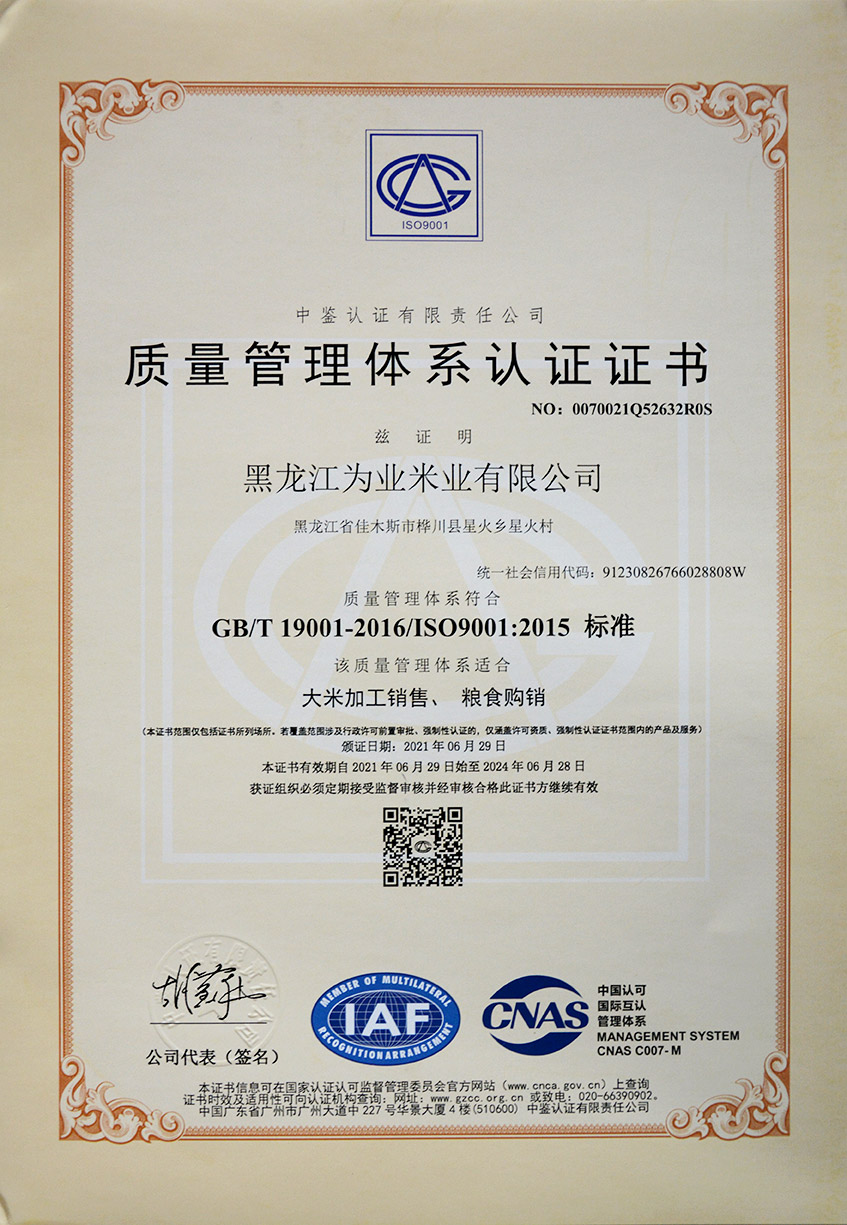 ISO9001
中鉴认证有限责任公司
质量管理体系认证证书
NO：0070021Q52632R0S
兹 证 明
黑龙江为业米业有限公司
黑龙江省佳木斯市桦川县星火乡星火村
统一社会信用代码：91230826766028808W
质量管理体系符合
GB/T 19001-2016/ISO9001:2015 标准
该质量管理体系适合
大米加工销售、 粮食购销
（本证书范围仅包括证书所列场所。若覆盖范围涉及行政许可前置审批、强制性认证的，仅涵盖许可资质、强制性认证证书范围内的产品及服务）
颁证日期：2021 年 06 月 29 日
本证书有效期自 2021 年 06 月 29 日始至 2024 年 06 月 28 日
获证组织必须定期接受监督审核并经审核合格此证书方继续有效
公司代表（签名）
MEMBER OF MULTILATERAL
IAF
RECOGNITION ARRANGEMENT
CNAS
中国认可
国际互认
管理体系
MANAGEMENT SYSTEM
CNAS C007-M
本证书信息可在国家认证认可监督管理委员会官方网站（www.cnca.gov.cn）上查询
证书时效及适用性可向认证机构查询：网址：www.gzcc.org.cn 或致电：020-66390902。
中国广东省广州市广州大道中 227 号华景大厦 4 楼(510600) 中鉴认证有限责任公司